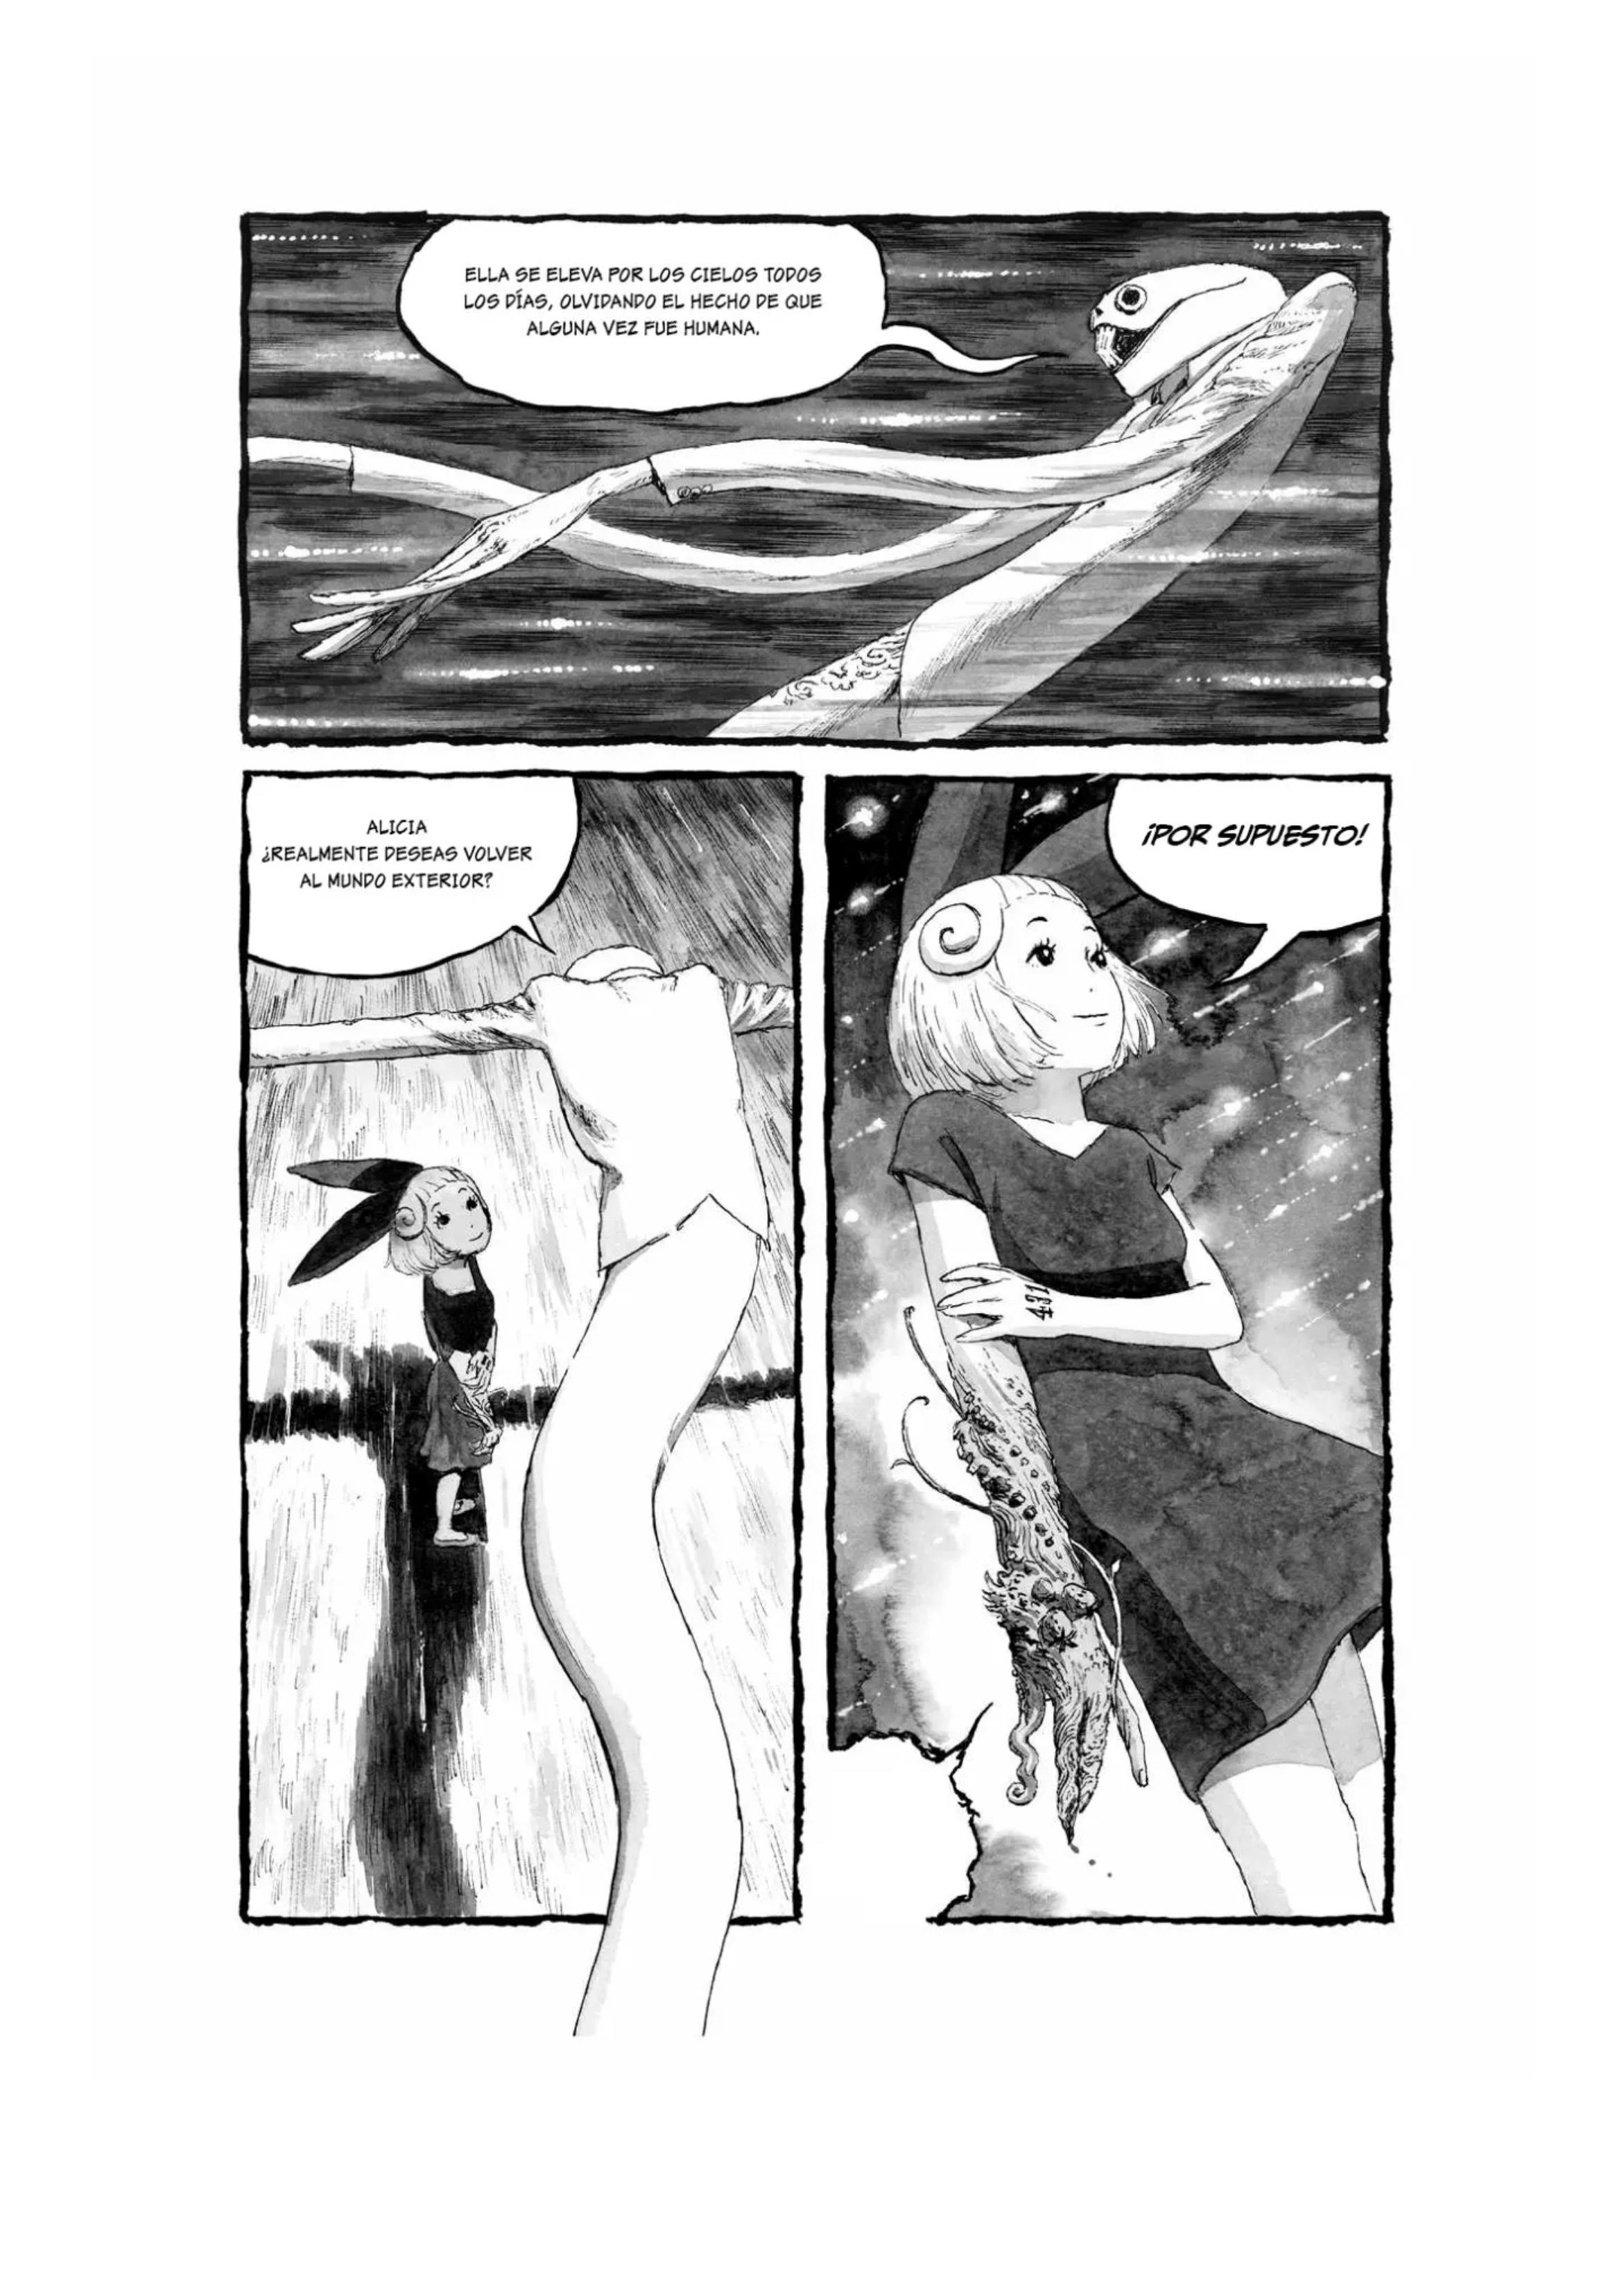 ELLA SE ELEVA POR LOS CIELOS TODOS
LOS DÍAS, OLVIDANDO EL HECHO DE QUE
ALGUNA VEZ FUE HUMANA.
ALICIA
¿REALMENTE DESEAS VOLVER
AL MUNDO EXTERIOR?
¡POR SUPUESTO!